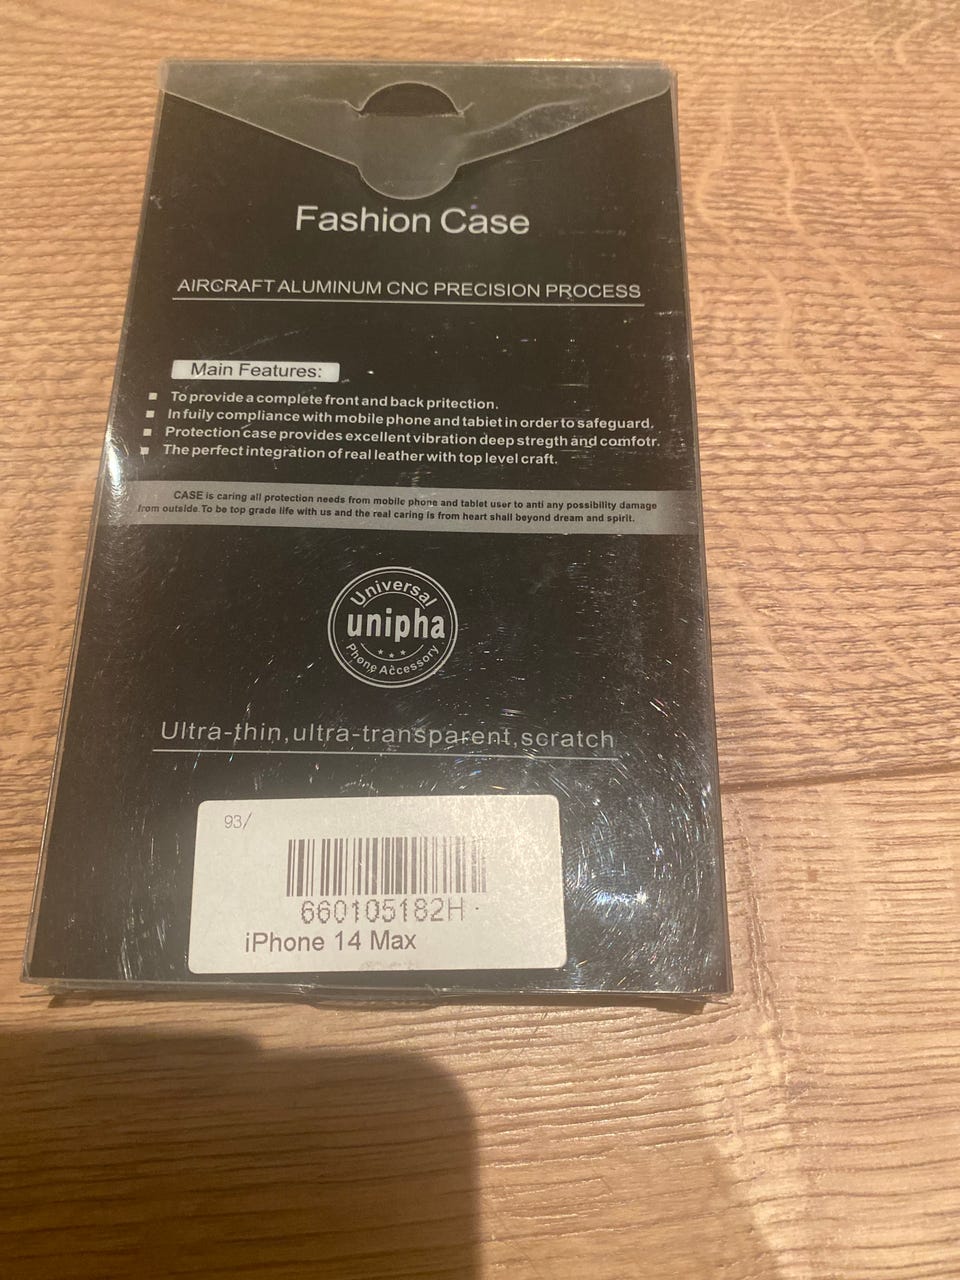 Fashion Case
AIRCRAFT ALUMINUM CNC PRECISION PROCESS
Main Features:
To provide a complete front and back pritection.
In fuily compliance with mobile phone and tabiet in order to safeguard.
Protection case provides excellent vibration deep stregth and comfotr.
The perfect integration of real leather with top level craft.
CASE is caring all protection needs from mobile phone and tablet user to anti any possibility damage
from outside.To be top grade life with us and the real caring is from heart shall beyond dream and spirit.
Universal
unipha
Phone Accessory
Ultra-thin,ultra-transparent,scratch
93/
660105182H
iPhone 14 Max